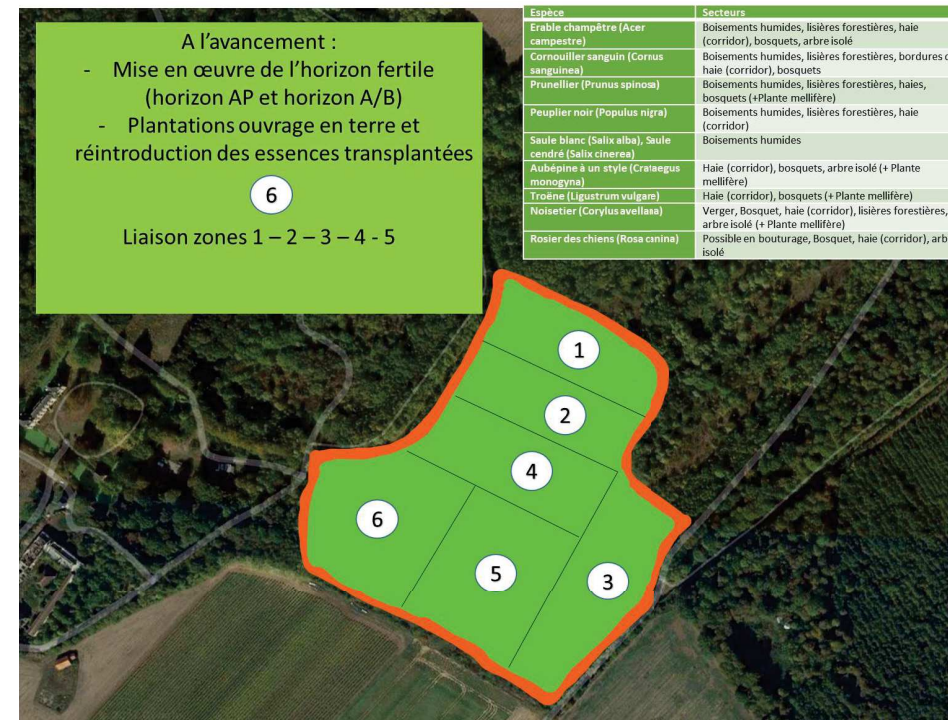 A l'avancement :
- Mise en œuvre de l'horizon fertile
(horizon AP et horizon A/B)
- Plantations ouvrage en terre et
réintroduction des essences transplantées
6
Liaison zones 1 – 2 – 3 – 4 - 5
Espèce Secteurs
Erable champêtre (Acer campestre) Boisements humides, lisières forestières, haie (corridor), bosquets, arbre isolé
Cornouiller sanguin (Cornus sanguinea) Boisements humides, lisières forestières, bordures haie (corridor), bosquets
Prunellier (Prunus spinosa) Boisements humides, lisières forestières, haies, bosquets (+Plante mellifère)
Peuplier noir (Populus nigra) Boisements humides, lisières forestières, haie (corridor)
Saule blanc (Salix alba), Saule cendré (Salix cinerea) Boisements humides
Aubépine à un style (Crataegus monogyna) Haie (corridor), bosquets, arbre isolé (+ Plante mellifère)
Troëne (Ligustrum vulgare) Haie (corridor), bosquets (+ Plante mellifère)
Noisetier (Corylus avellana) Verger, Bosquet, haie (corridor), lisières forestières, arbre isolé (+ Plante mellifère)
Rosier des chiens (Rosa canina) Possible en bouturage, Bosquet, haie (corridor), arb isolé
1
2
4
6
5
3